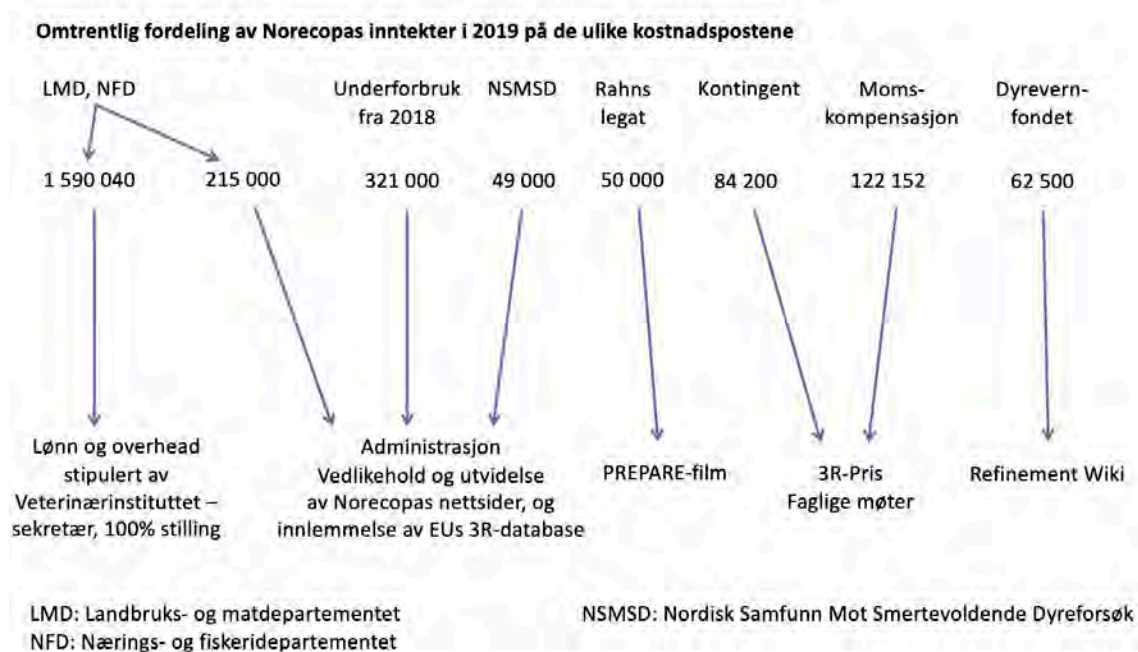 Omtrentlig fordeling av Norecopas inntekter i 2019 på de ulike kostnadspostene
LMD, NFD
Underforbruk
fra 2018
NSMSD
Rahns
legat
Kontingent
Moms-
kompensasjon
Dyrevern-
fondet
1 590 040
215 000
321 000
49 000
50 000
84 200
122 152
62 500
Lønn og overhead
stipulert av
Veterinærinstituttet –
sekretær, 100% stilling
Administrasjon
Vedlikehold og utvidelse
av Norecopas nettsider, og
innlemmelse av EUs 3R-database
PREPARE-film
3R-Pris
Faglige møter
Refinement Wiki
LMD: Landbruks- og matdepartementet
NFD: Nærings- og fiskeridepartementet
NSMSD: Nordisk Samfunn Mot Smertevoldende Dyreforsøk